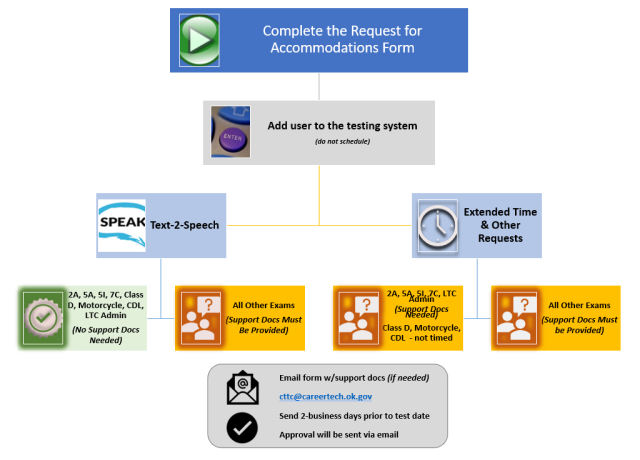 Complete the Request for
Accommodations Form
ENTER
Add user to the testing system
(do not schedule)
SPEAK
Text-2-Speech
Extended Time
& Other
Requests
2A, 5A, 5I, 7C, Class
D, Motorcycle, CDL,
LTC Admin
(No Support Docs
Needed)
?
All Other Exams
(Support Docs Must
Be Provided)
?
2A, 5A, 5I, 7C, LTC
Admin
(Support Docs
Needed)
Class D, Motorcycle,
CDL - not timed
?
All Other Exams
(Support Docs Must
be Provided)
@
Email form w/support docs (if needed)
cttc@careertech.ok.gov
Send 2-business days prior to test date
Approval will be sent via email